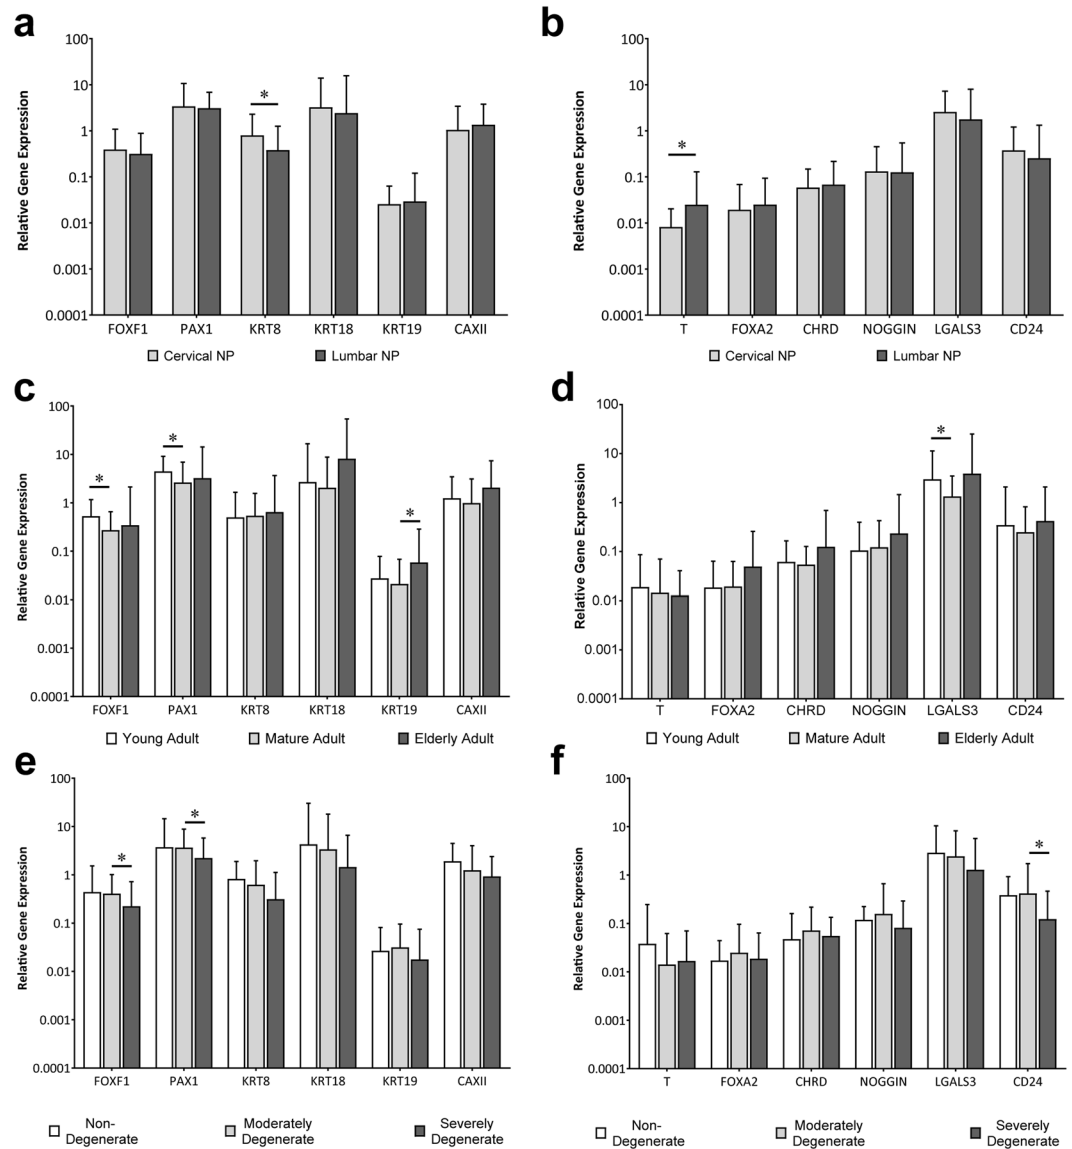 a
100
10
1
0.1
0.01
0.001
0.0001
Relative Gene Expression
*
FOXF1 PAX1 KRT8 KRT18 KRT19 CAXII
Cervical NP Lumbar NP
b
100
10
1
0.1
0.01
0.001
0.0001
Relative Gene Expression
*
T FOXA2 CHRD NOGGIN LGALS3 CD24
Cervical NP Lumbar NP
c
100
10
1
0.1
0.01
0.001
0.0001
Relative Gene Expression
* * *
FOXF1 PAX1 KRT8 KRT18 KRT19 CAXII
Young Adult Mature Adult Elderly Adult
d
100
10
1
0.1
0.01
0.001
0.0001
Relative Gene Expression
*
T FOXA2 CHRD NOGGIN LGALS3 CD24
Young Adult Mature Adult Elderly Adult
e
100
10
1
0.1
0.01
0.001
0.0001
Relative Gene Expression
* *
FOXF1 PAX1 KRT8 KRT18 KRT19 CAXII
Non-
Degenerate
Moderately
Degenerate
Severely
Degenerate
f
100
10
1
0.1
0.01
0.001
0.0001
Relative Gene Expression
*
T FOXA2 CHRD NOGGIN LGALS3 CD24
Non-
Degenerate
Moderately
Degenerate
Severely
Degenerate